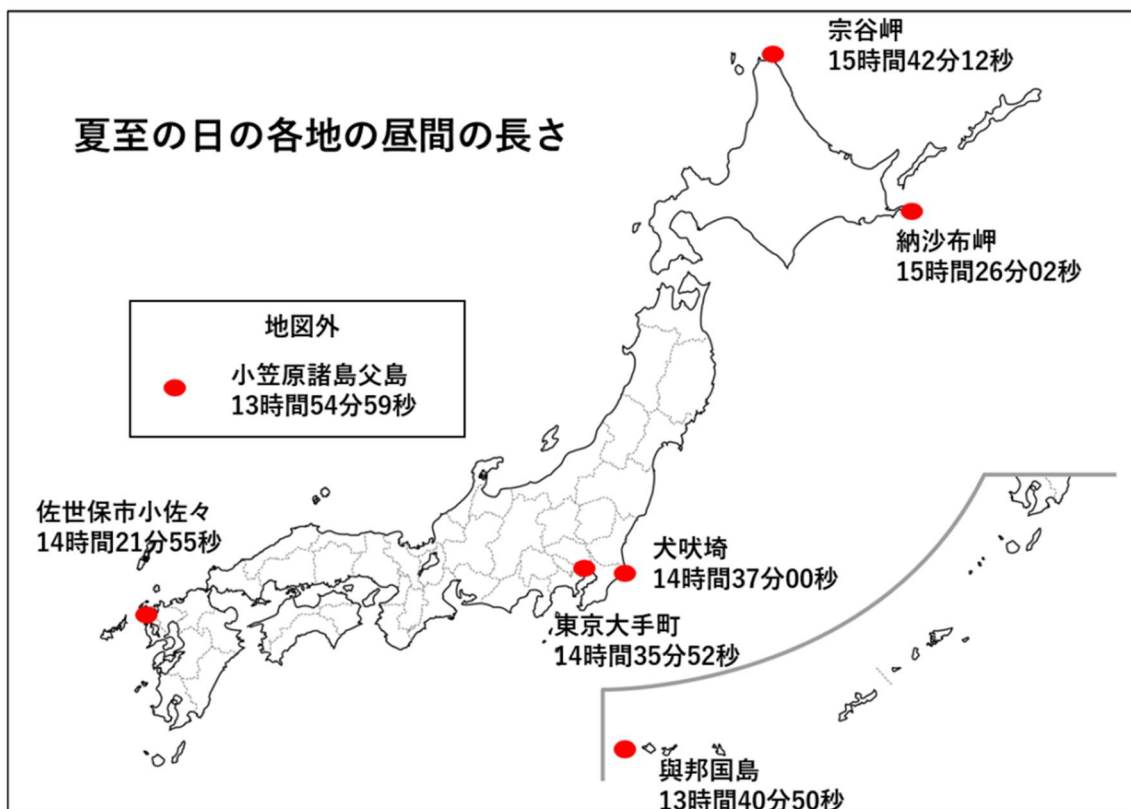 夏至の日の各地の昼間の長さ
宗谷岬
15時間42分12秒
納沙布岬
15時間26分02秒
地図外
小笠原諸島父島
13時間54分59秒
佐世保市小佐々
14時間21分55秒
犬吠埼
14時間37分00秒
東京大手町
14時間35分52秒
與邦国島
13時間40分50秒